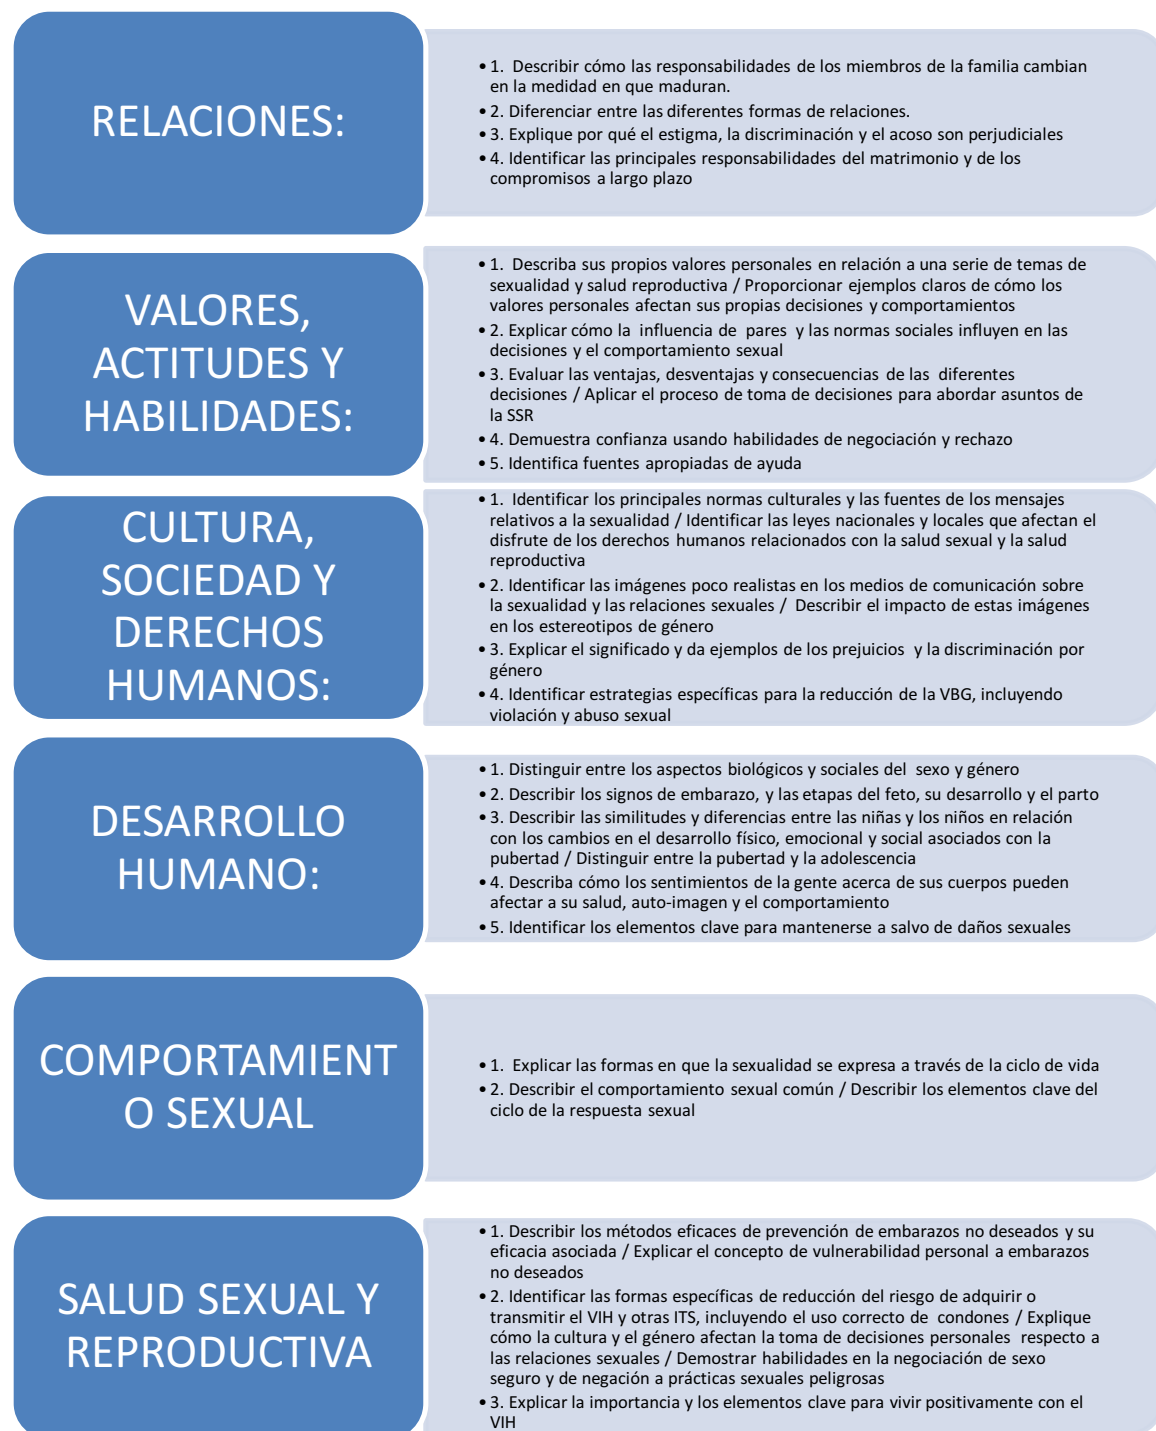 RELACIONES:
• 1. Describir cómo las responsabilidades de los miembros de la familia cambian
en la medidad en que maduran.
• 2. Diferenciar entre las diferentes formas de relaciones.
• 3. Explique por qué el estigma, la discriminación y el acoso son perjudiciales
• 4. Identificar las principales responsabilidades del matrimonio y de los
compromisos a largo plazo
VALORES,
ACTITUDES Y
HABILIDADES:
• 1. Describa sus propios valores personales en relación a una serie de temas de
sexualidad y salud reproductiva / Proporcionar ejemplos claros de cómo los
valores personales afectan sus propias decisiones y comportamientos
• 2. Explicar cómo la influencia de pares y las normas sociales influyen en las
decisiones y el comportamiento sexual
• 3. Evaluar las ventajas, desventajas y consecuencias de las diferentes
decisiones / Aplicar el proceso de toma de decisiones para abordar asuntos de
la SSR
• 4. Demuestra confianza usando habilidades de negociación y rechazo
• 5. Identifica fuentes apropiadas de ayuda
CULTURA,
SOCIEDAD Y
DERECHOS
HUMANOS:
• 1. Identificar los principales normas culturales y las fuentes de los mensajes
relativos a la sexualidad / Identificar las leyes nacionales y locales que afectan el
disfrute de los derechos humanos relacionados con la salud sexual y la salud
reproductiva
• 2. Identificar las imágenes poco realistas en los medios de comunicación sobre
la sexualidad y las relaciones sexuales / Describir el impacto de estas imágenes
en los estereotipos de género
• 3. Explicar el significado y da ejemplos de los prejuicios y la discriminación por
género
• 4. Identificar estrategias específicas para la reducción de la VBG, incluyendo
violación y abuso sexual
DESARROLLO
HUMANO:
• 1. Distinguir entre los aspectos biológicos y sociales del sexo y género
• 2. Describir los signos de embarazo, y las etapas del feto, su desarrollo y el parto
• 3. Describir las similitudes y diferencias entre las niñas y los niños en relación
con los cambios en el desarrollo físico, emocional y social asociados con la
pubertad / Distinguir entre la pubertad y la adolescencia
• 4. Describa cómo los sentimientos de la gente acerca de sus cuerpos pueden
afectar a su salud, auto-imagen y el comportamiento
• 5. Identificar los elementos clave para mantenerse a salvo de daños sexuales
COMPORTAMIENT
O SEXUAL
• 1. Explicar las formas en que la sexualidad se expresa a través de la ciclo de vida
• 2. Describir el comportamiento sexual común / Describir los elementos clave del
ciclo de la respuesta sexual
SALUD SEXUAL Y
REPRODUCTIVA
• 1. Describir los métodos eficaces de prevención de embarazos no deseados y su
eficacia asociada / Explicar el concepto de vulnerabilidad personal a embarazos
no deseados
• 2. Identificar las formas específicas de reducción del riesgo de adquirir o
transmitir el VIH y otras ITS, incluyendo el uso correcto de condones / Explique
cómo la cultura y el género afectan la toma de decisiones personales respecto a
las relaciones sexuales / Demostrar habilidades en la negociación de sexo
seguro y de negación a prácticas sexuales peligrosas
• 3. Explicar la importancia y los elementos clave para vivir positivamente con el
VIH